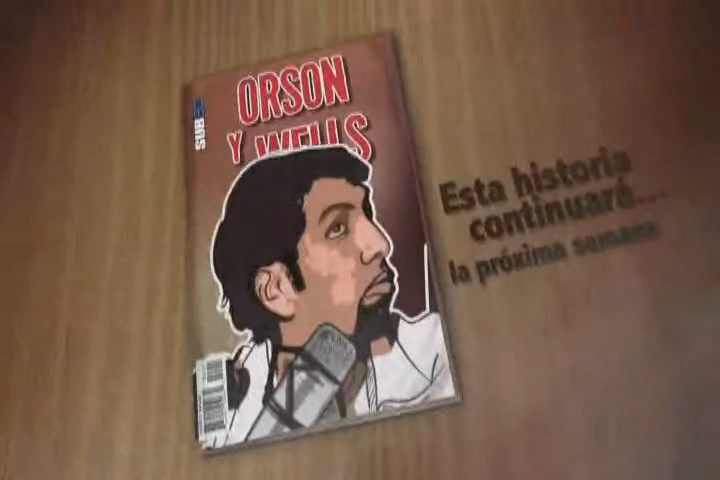 SUB
ORSON
Y WELLS
Esta historia
continuará...
la próxima semana